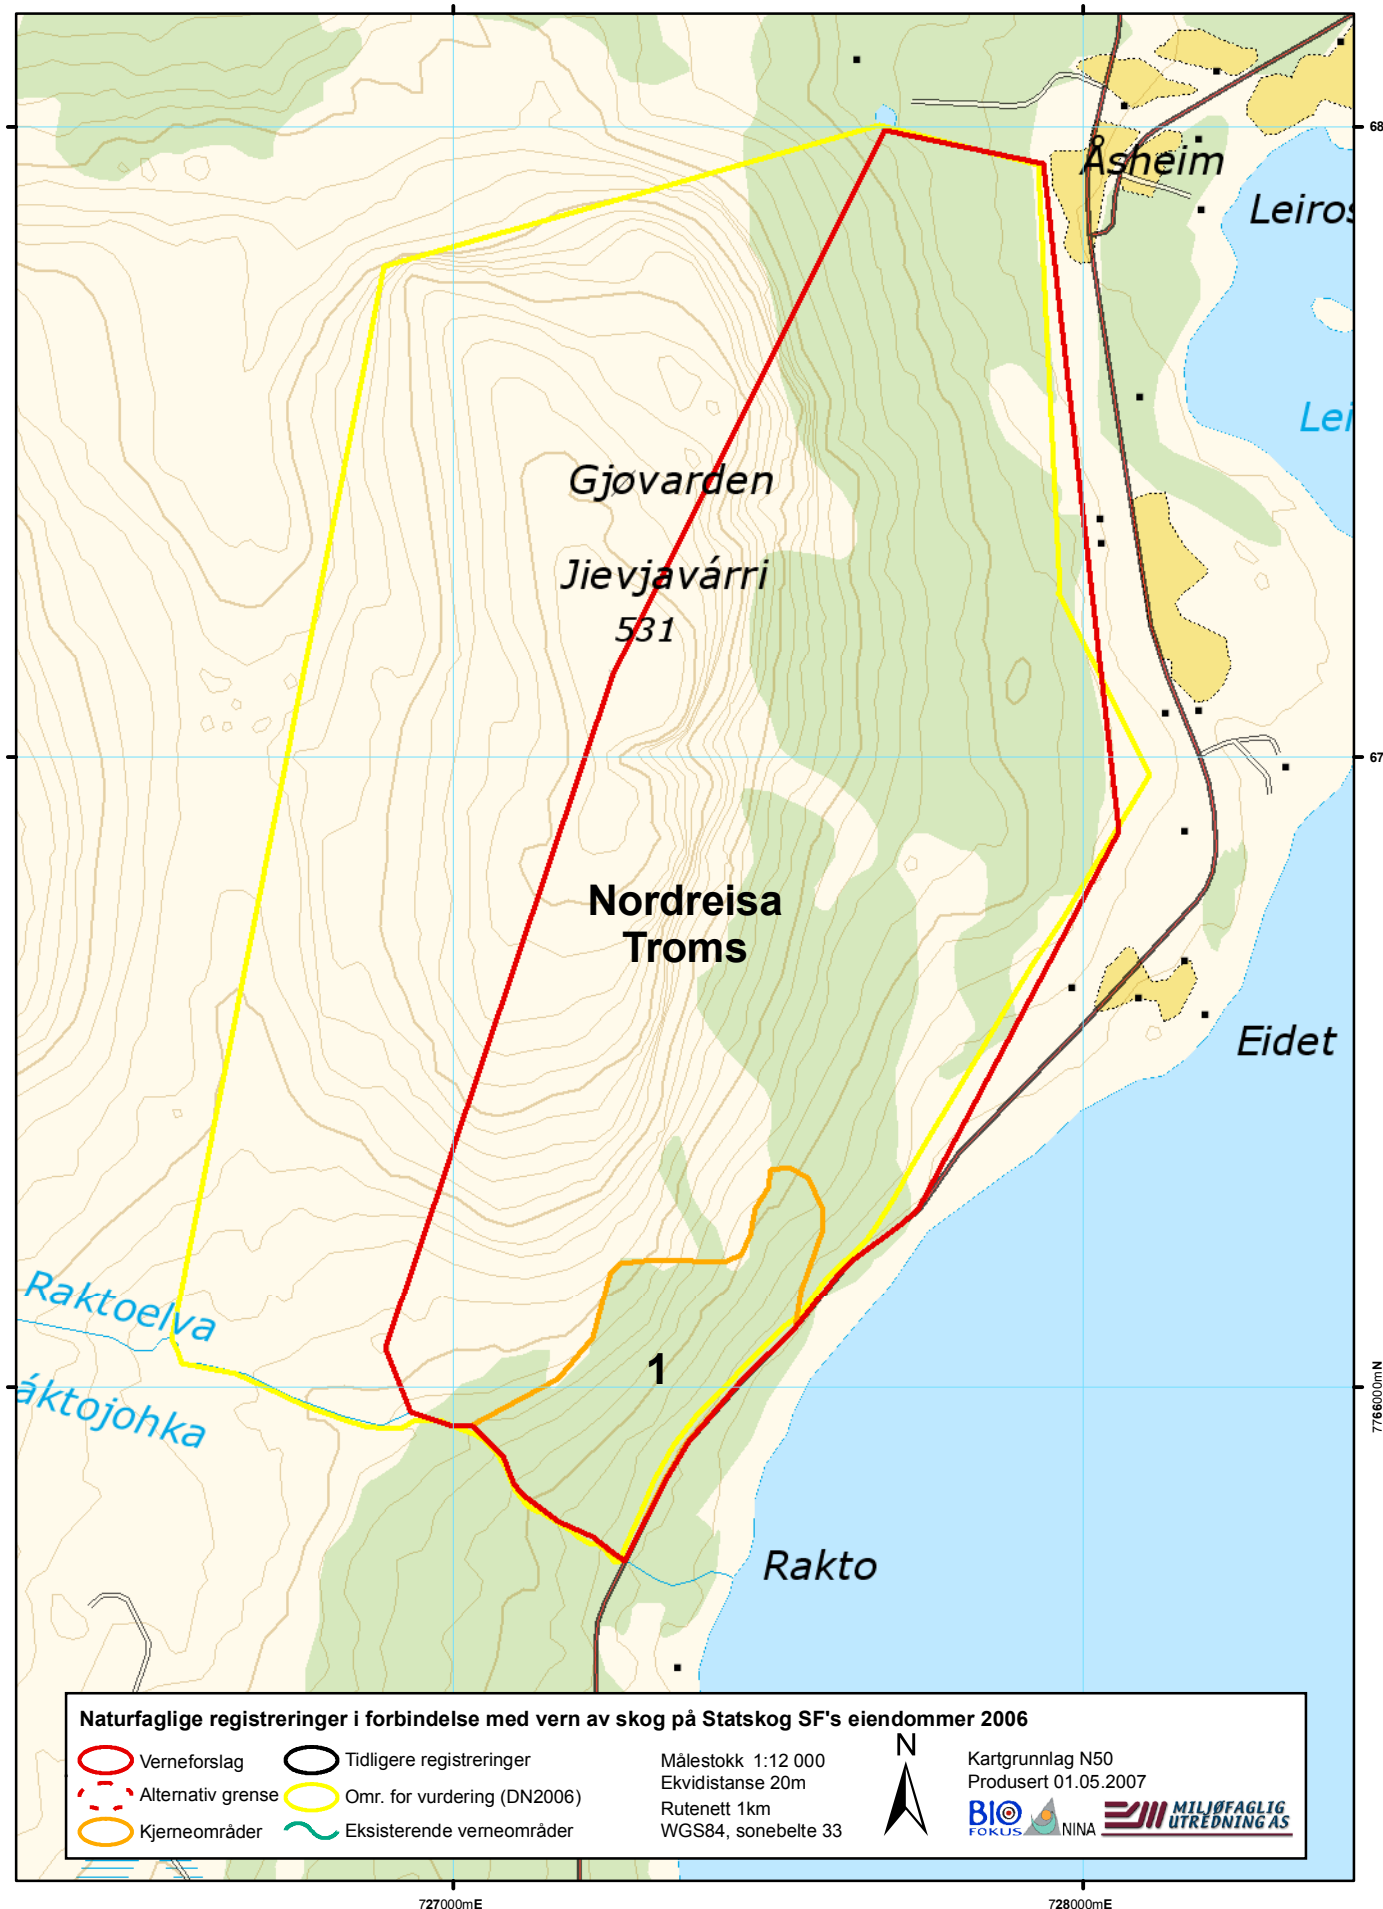 68
Åsheim
Leiros
Lei
Gjøvarden
Jievjavárri
531
67
Nordreisa
Troms
Eidet
Raktoelva
áktojohka
1
7766000mN
Rakto
Naturfaglige registreringer i forbindelse med vern av skog på Statskog SF's eiendommer 2006
Verneforslag
Tidligere registreringer
Alternativ grense
Omr. for vurdering (DN2006)
Kjerneområder
Eksisterende verneområder
Målestokk 1:12 000
Ekvidistanse 20m
Rutenett 1km
WGS84, sonebelte 33
N
Kartgrunnlag N50
Produsert 01.05.2007
BIO
FOKUS
NINA
MILJØFAGLIG
UTREDNING AS
727000mE
728000mE